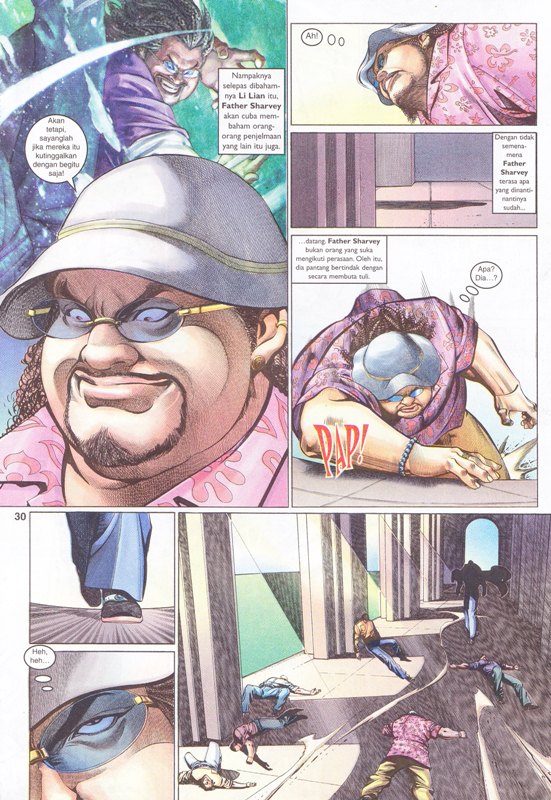 Nampaknya
selepas dibaham-
nya Li Lian itu,
Father Sharvey
akan cuba mem-
baham orang-
orang penjelmaan
yang lain itu juga.
Akan
tetapi,
sayanglah
jika mereka itu
kutinggalkan
dengan begitu
saja!
Ah!
Dengan tidak
semena-
mena
Father
Sharvey
terasa apa
yang dinanti-
nantinya
sudah...
...datang. Father Sharvey
bukan orang yang suka
mengikuti perasaan. Oleh itu,
dia pantang bertindak dengan
secara membuta tuli.
Apa?
Dia...?
PAP!
30
Heh,
heh...